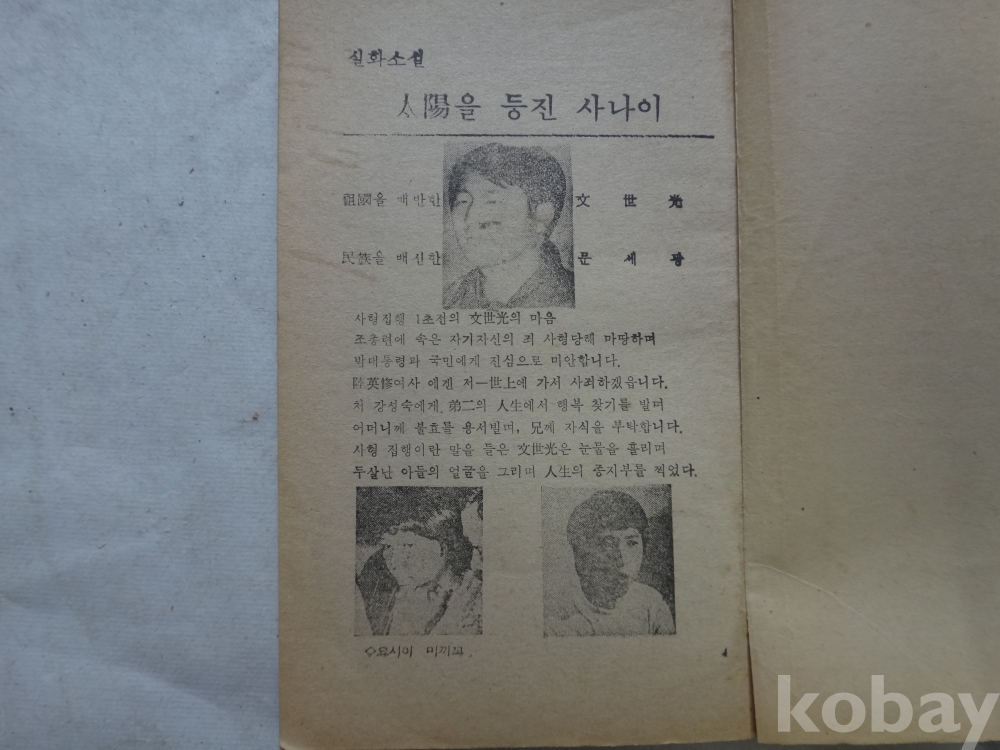 실화소설
太陽을 등진 사나이
祖國을 배반한 文世光
民族을 배신한 문세광
사형집행 1초전의 文世光의 마음
조총련에 속은 자기자신의 죄 사형당해 마땅하며
박대통령과 국민에게 진심으로 미안합니다.
陸英修여사 에겐 저—世上에 가서 사죄하겠읍니다.
처 강성숙에게 弟二의 人生에서 행복 찾기를 빌며
어머니께 불효를 용서빌며, 兄께 자식을 부탁합니다.
사형 집행이란 말을 들은 文世光은 눈물을 흘리며
두살난 아들의 얼굴을 그리며 人生의 종지부를 찍었다.
◇요시이 미끼꼬
kobay